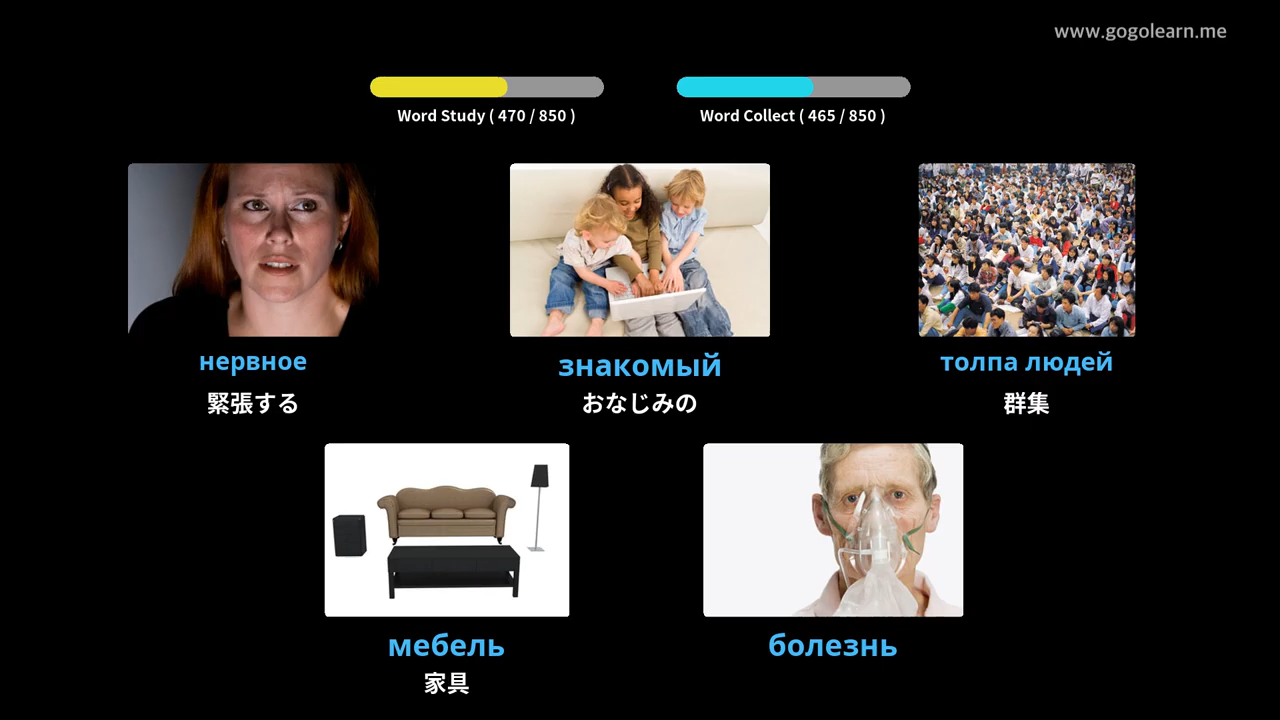 www.gogolearn.me
Word Study ( 470 / 850 )
Word Collect ( 465 / 850 )
нервное
緊張する
знакомый
おなじみの
толпа людей
群集
мебель
家具
болезнь